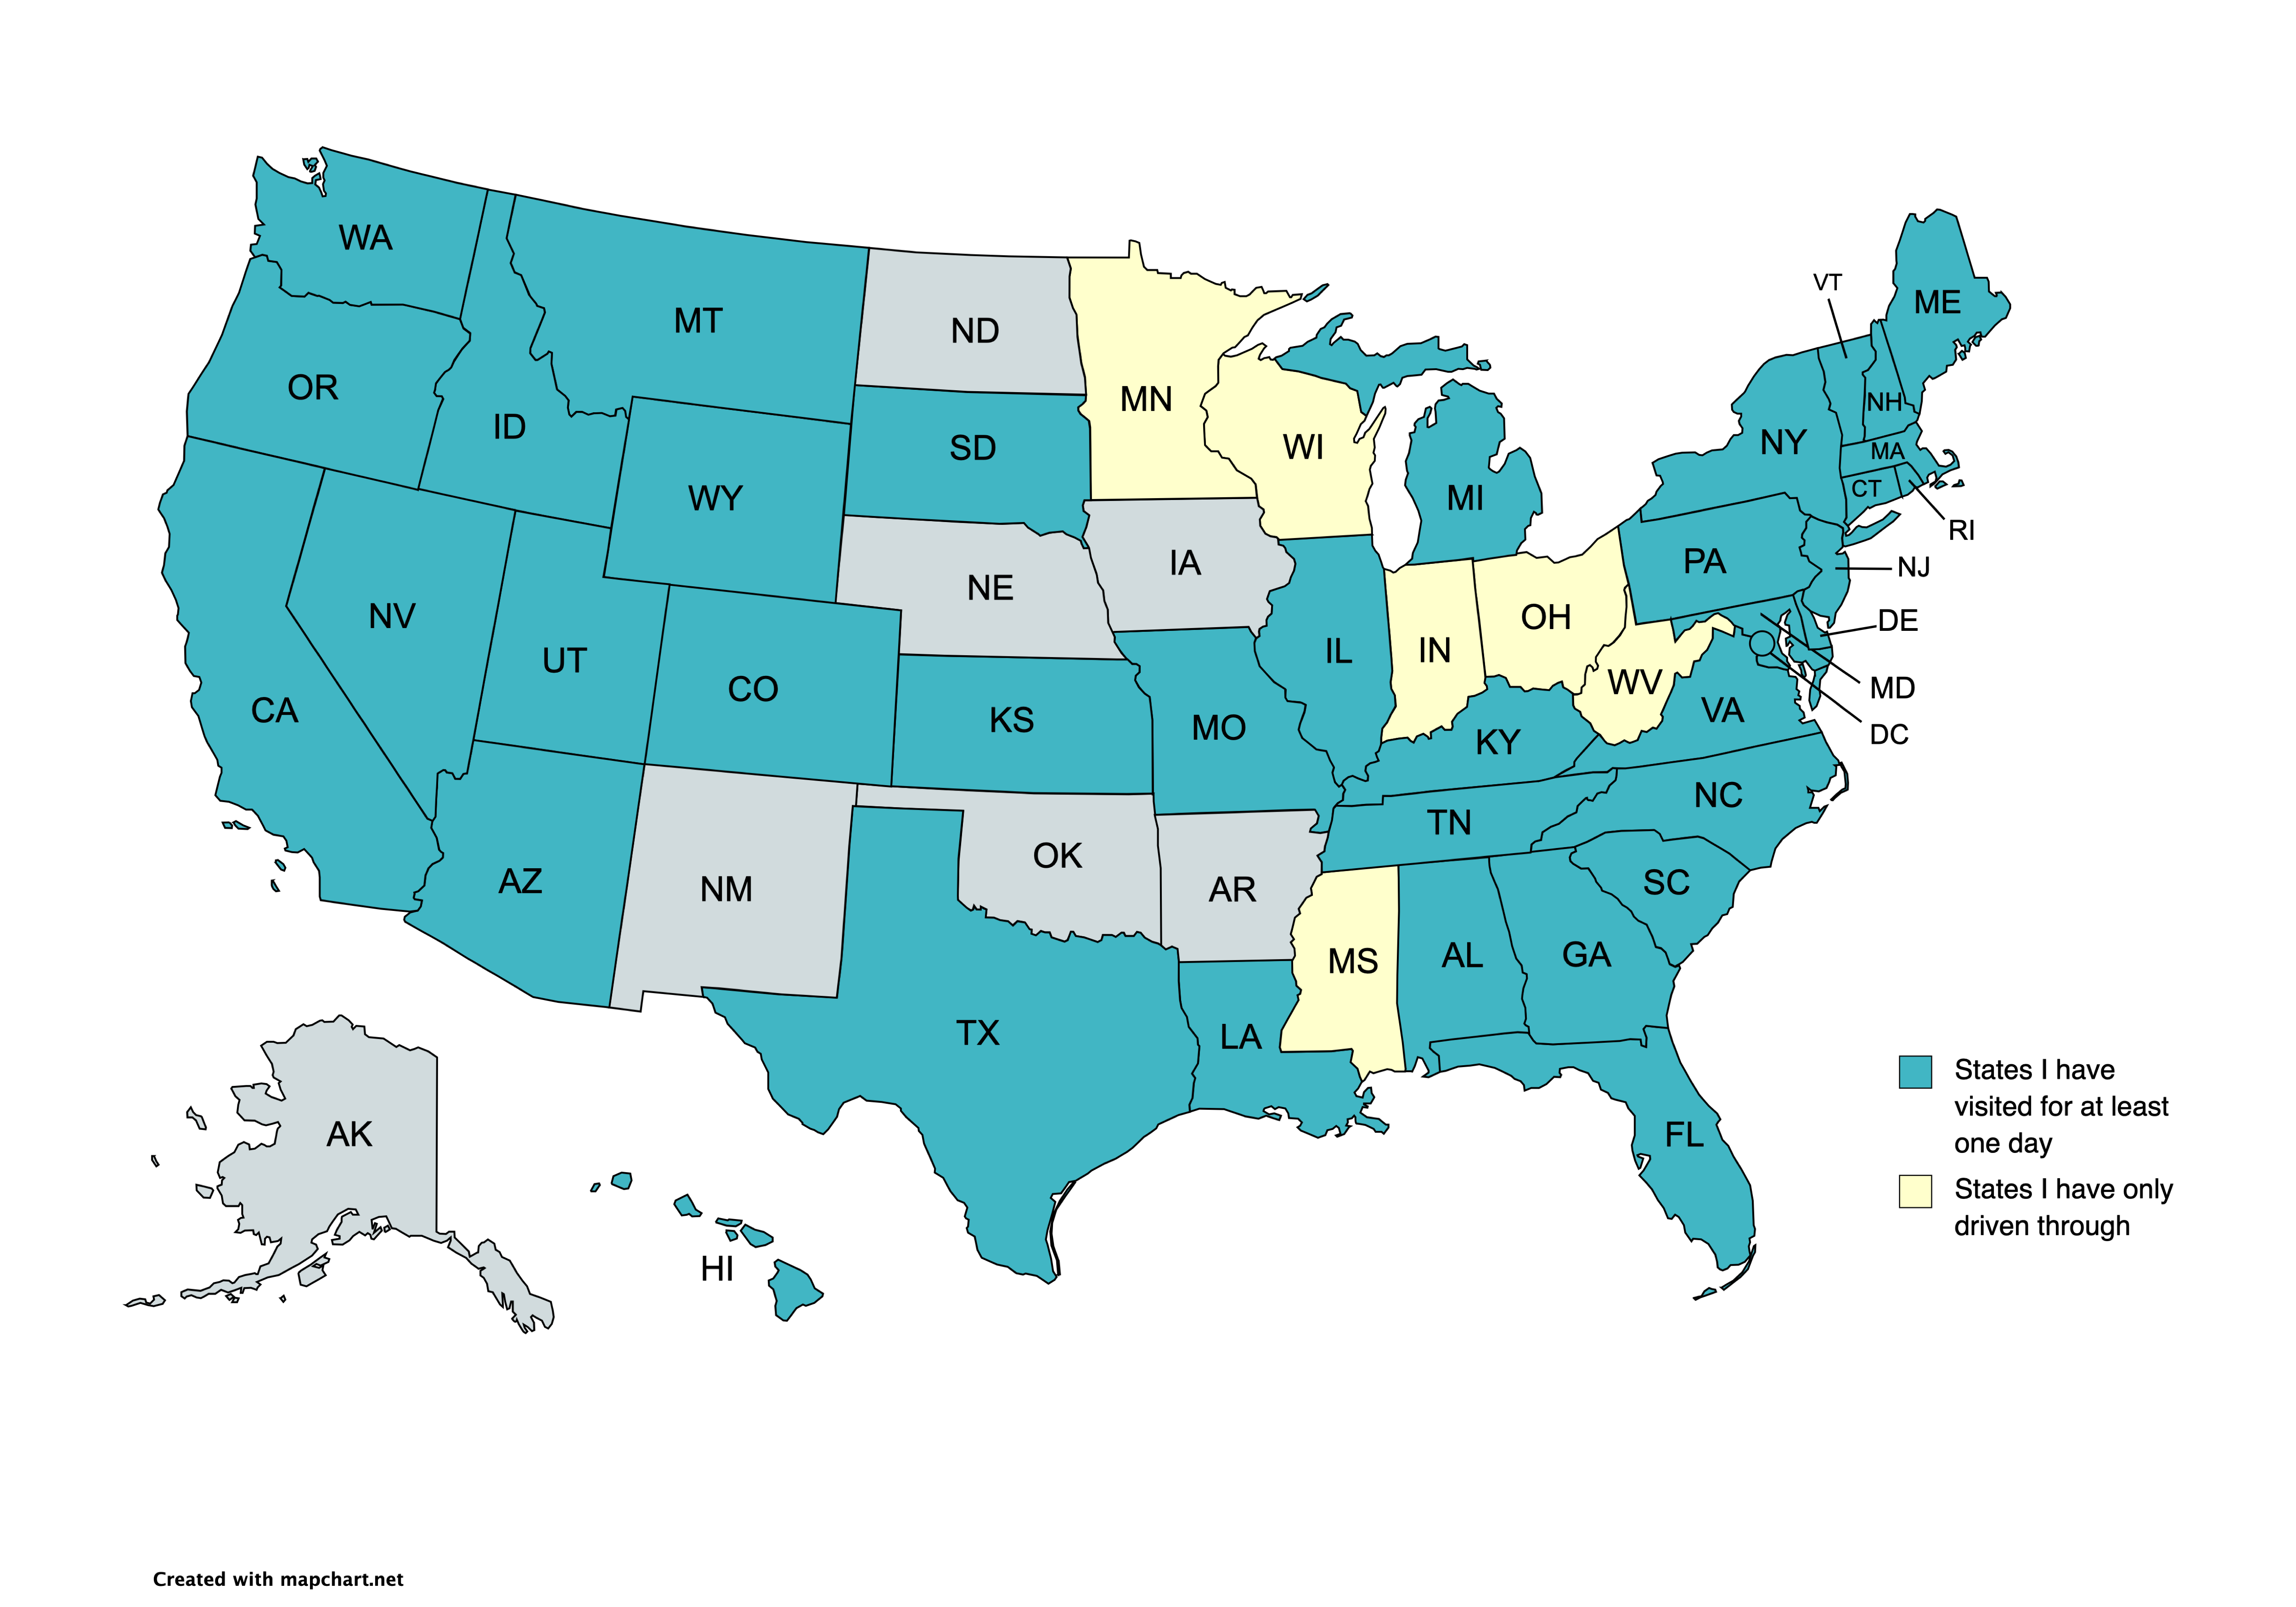 WA
MT
ND
MN
VT
ME
OR
ID
SD
WI
NH
NY
MA
WY
MI
CT
RI
NV
NE
IA
PA
NJ
UT
CO
IL
IN
OH
DE
CA
KS
MO
KY
WV
VA
MD
DC
AZ
NM
OK
AR
TN
NC
SC
TX
LA
MS
AL
GA
FL
AK
HI
States I have
visited for at least
one day
States I have only
driven through
Created with mapchart.net